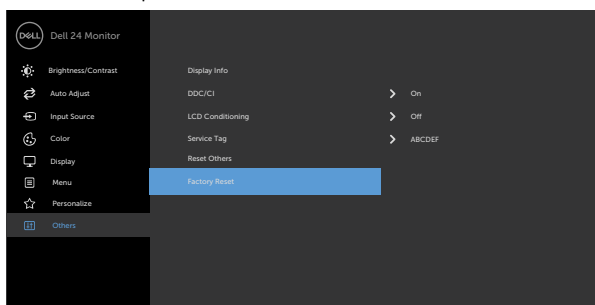 DELL Dell 24 Monitor
Brightness/Contrast Display Info
Auto Adjust DDC/CI On
Input Source LCD Conditioning Off
Color Service Tag ABCDEF
Display Reset Others
Menu Factory Reset
Personalize
Others